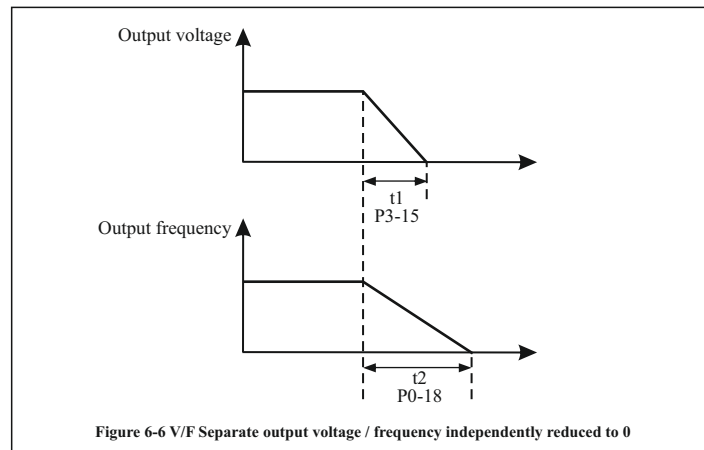 Output voltage
t1
P3-15
Output frequency
t2
P0-18
Figure 6-6 V/F Separate output voltage / frequency independently reduced to 0